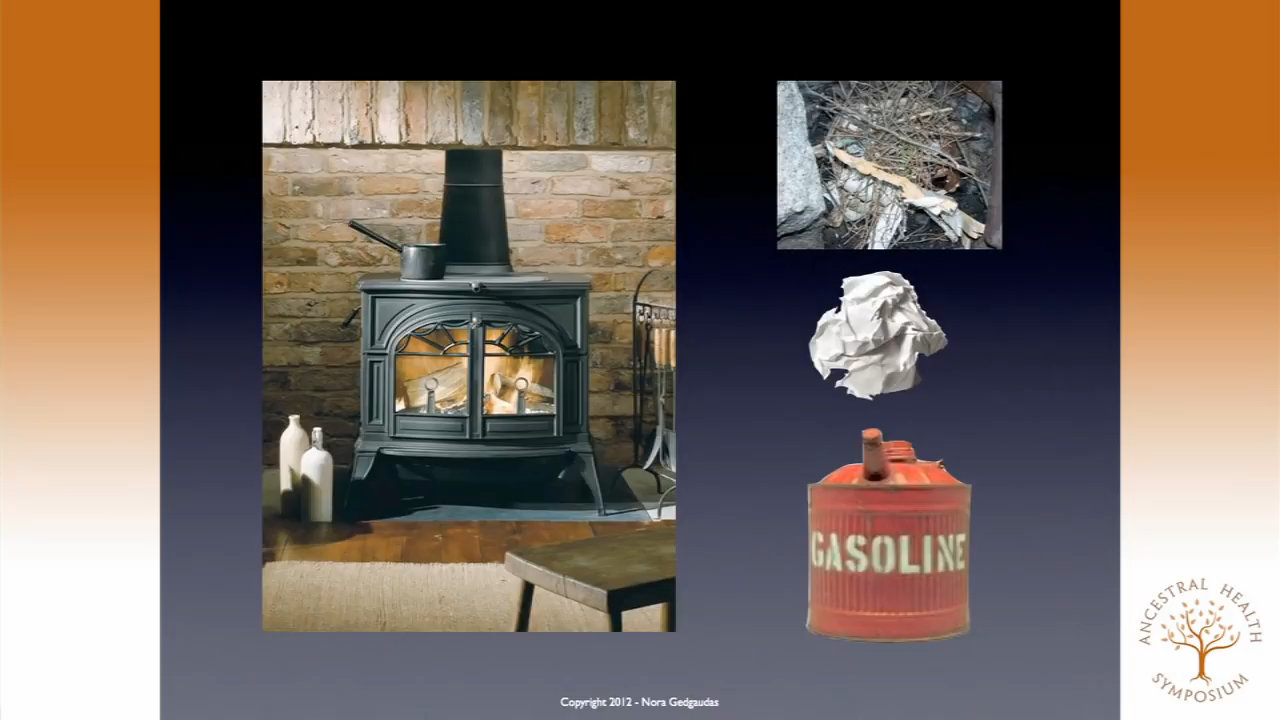 GASOLINE
ANCESTRAL HEALTH
SYMPOSIUM
Copyright 2012 - Nora Gedgaudas